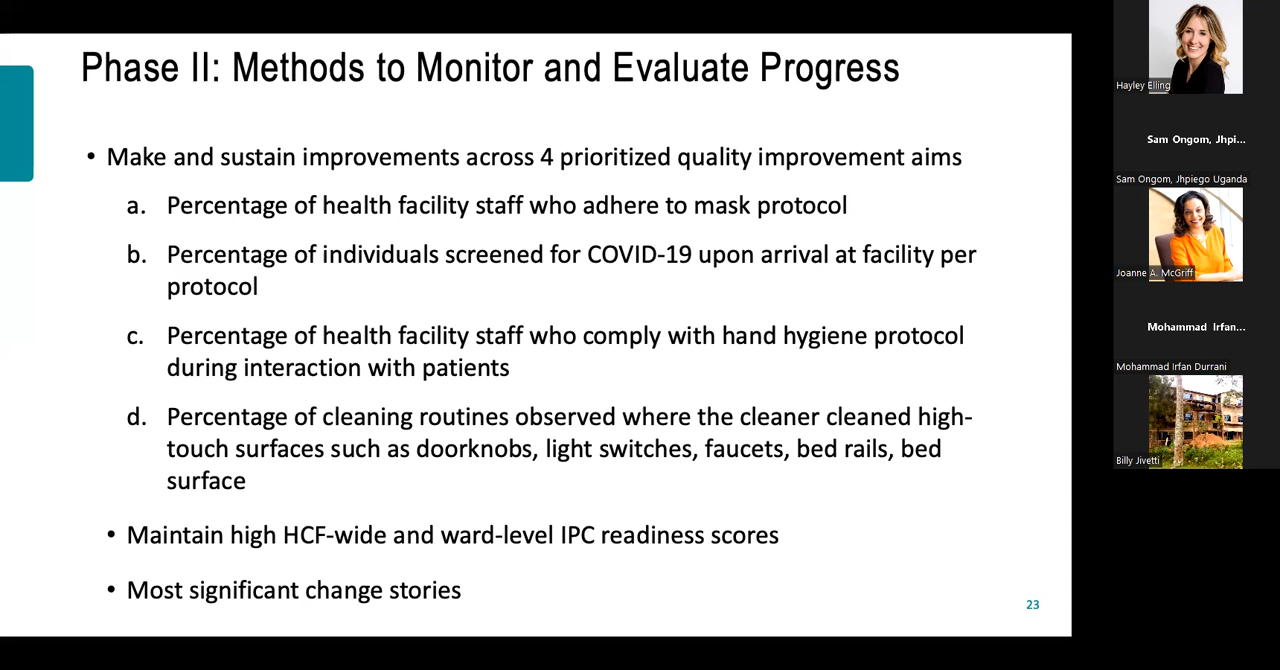 Phase II: Methods to Monitor and Evaluate Progress
• Make and sustain improvements across 4 prioritized quality improvement aims
a. Percentage of health facility staff who adhere to mask protocol
b. Percentage of individuals screened for COVID-19 upon arrival at facility per
protocol
c. Percentage of health facility staff who comply with hand hygiene protocol
during interaction with patients
d. Percentage of cleaning routines observed where the cleaner cleaned high-
touch surfaces such as doorknobs, light switches, faucets, bed rails, bed
surface
• Maintain high HCF-wide and ward-level IPC readiness scores
• Most significant change stories
23
Hayley Elling
Sam Ongom, Jhpi...
Sam Ongom, Jhpiego Uganda
Joanne A. McGriff
Mohammad Irfan...
Mohammad Irfan Durrani
Billy Jivetti